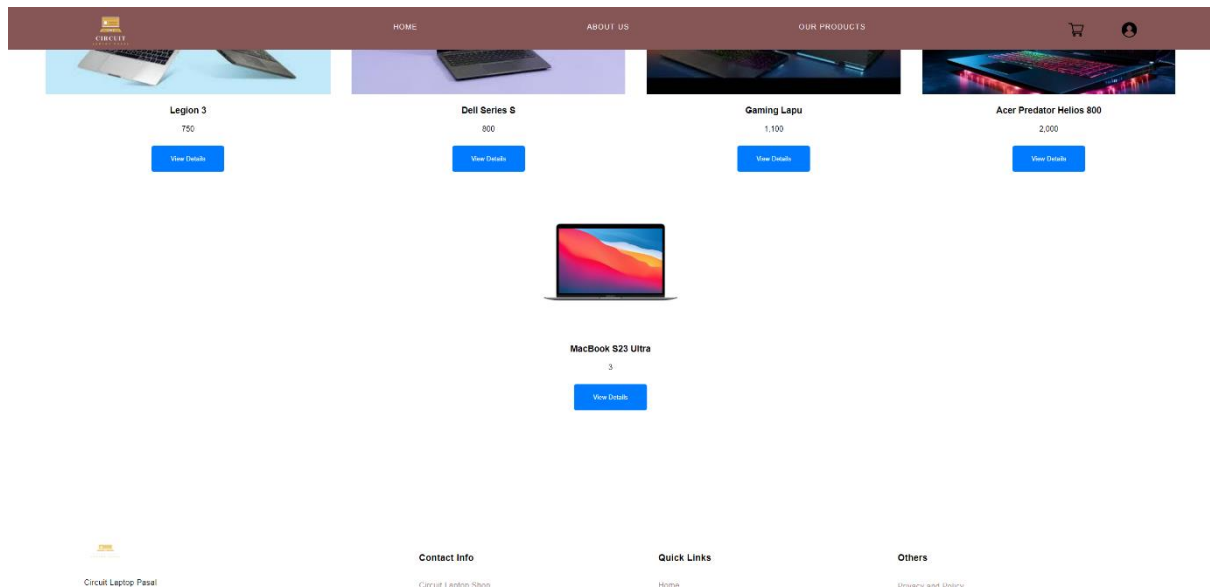 HOME
ABOUT US
OUR PRODUCTS
CIRCUIT
Legion 3
Dell Series S
Gaming Lapu
Acer Predator Helios 800
750
800
1,100
2,000
View Details
View Details
View Details
View Details
MacBook S23 Ultra
3
View Details
Contact Info
Quick Links
Others
Circuit Laptop Pasal
Circuit Laptop Shop
Home
Privacy and Policy